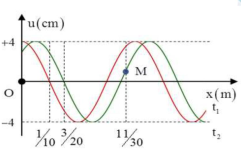 u(cm)
+4
x(m)
M
O
t₁
1/10 3/20 11/30
−4
t₂